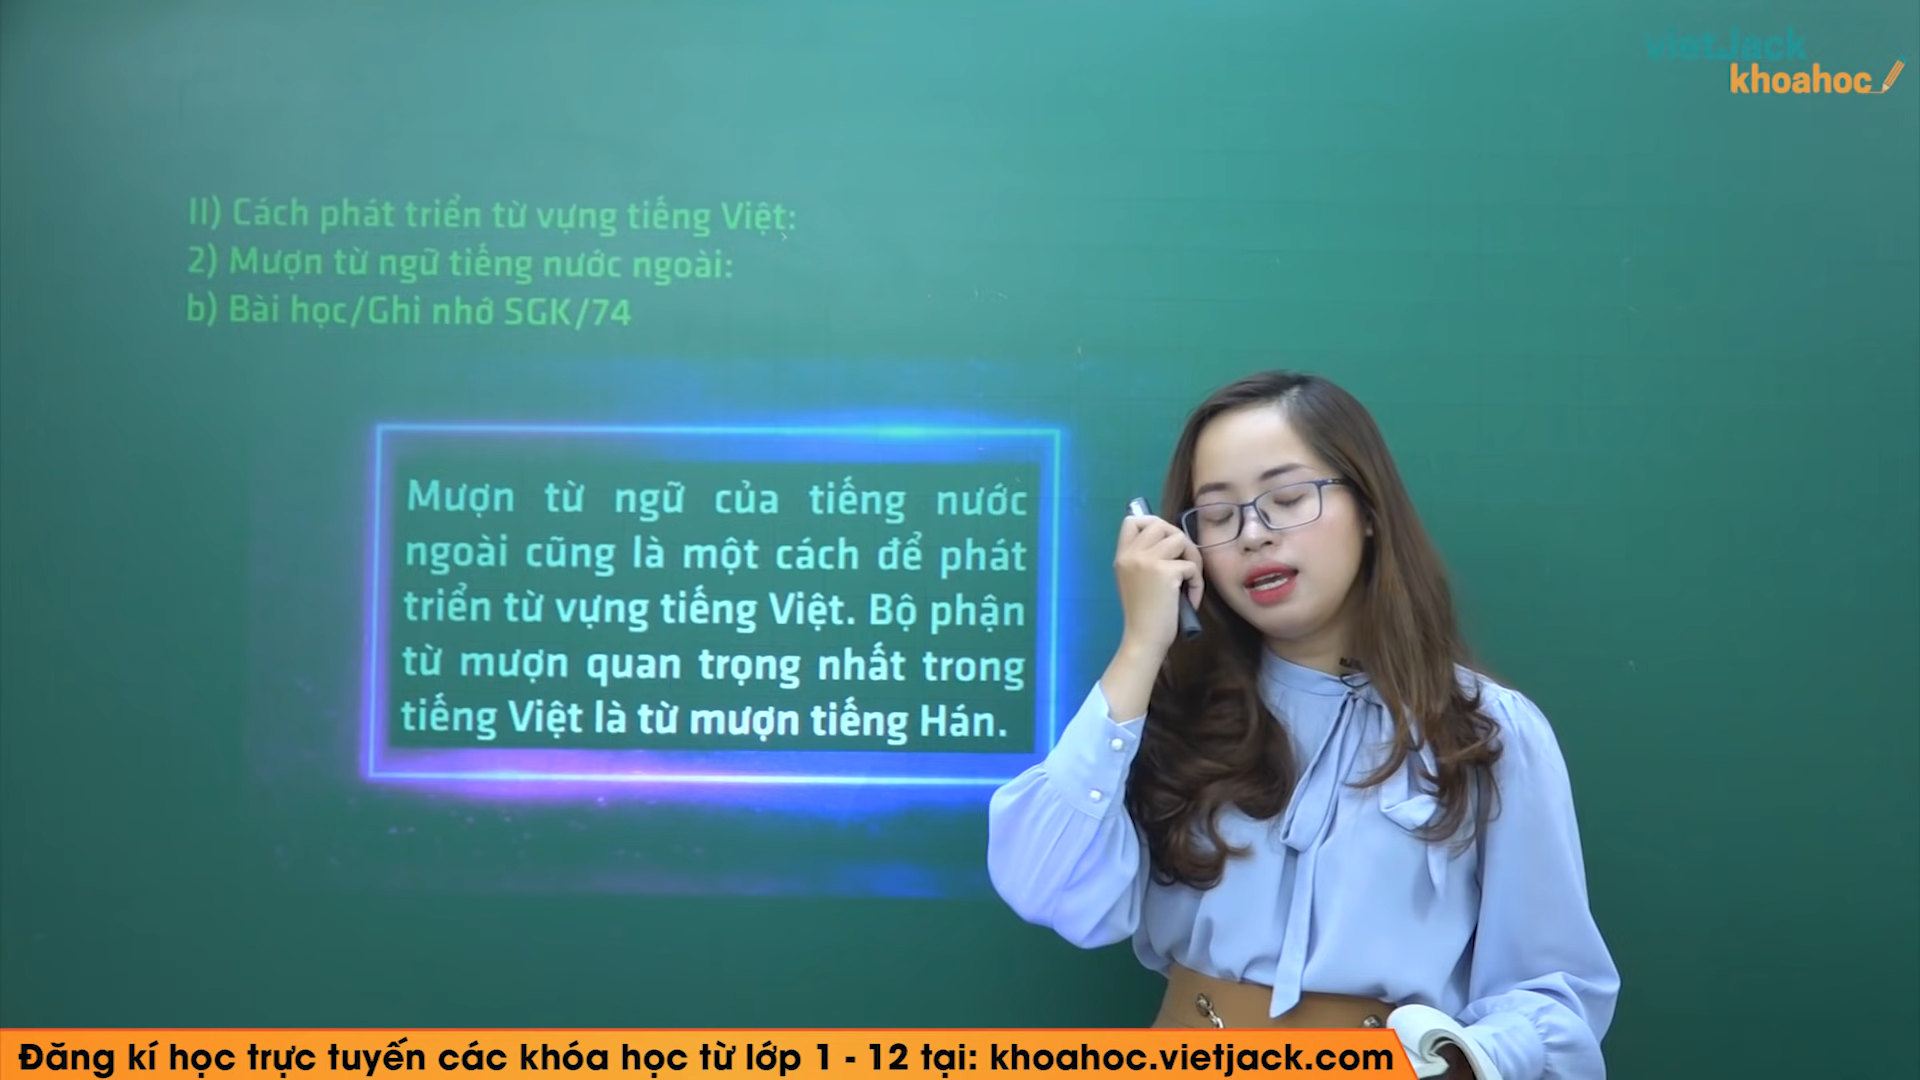 vietJack
khoahoc
II) Cách phát triển từ vựng tiếng Việt:
2) Mượn từ ngữ tiếng nước ngoài:
b) Bài học/Ghi nhớ SGK/74
Mượn từ ngữ của tiếng nước
ngoài cũng là một cách để phát
triển từ vựng tiếng Việt. Bộ phận
từ mượn quan trọng nhất trong
tiếng Việt là từ mượn tiếng Hán.
Đăng kí học trực tuyến các khóa học từ lớp 1 - 12 tại: khoahoc.vietjack.com